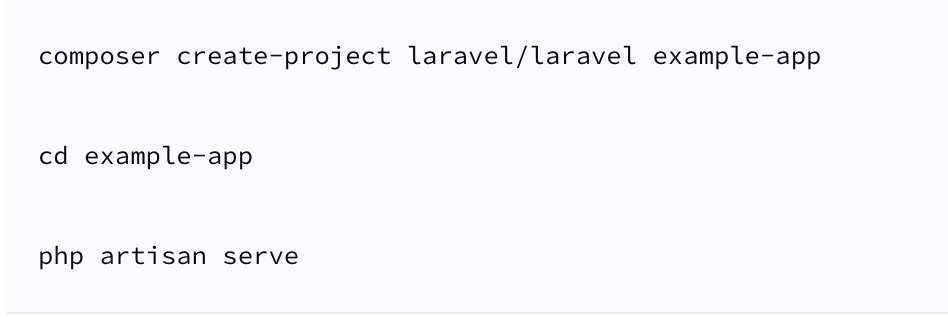 composer create-project laravel/laravel example-app
cd example-app
php artisan serve